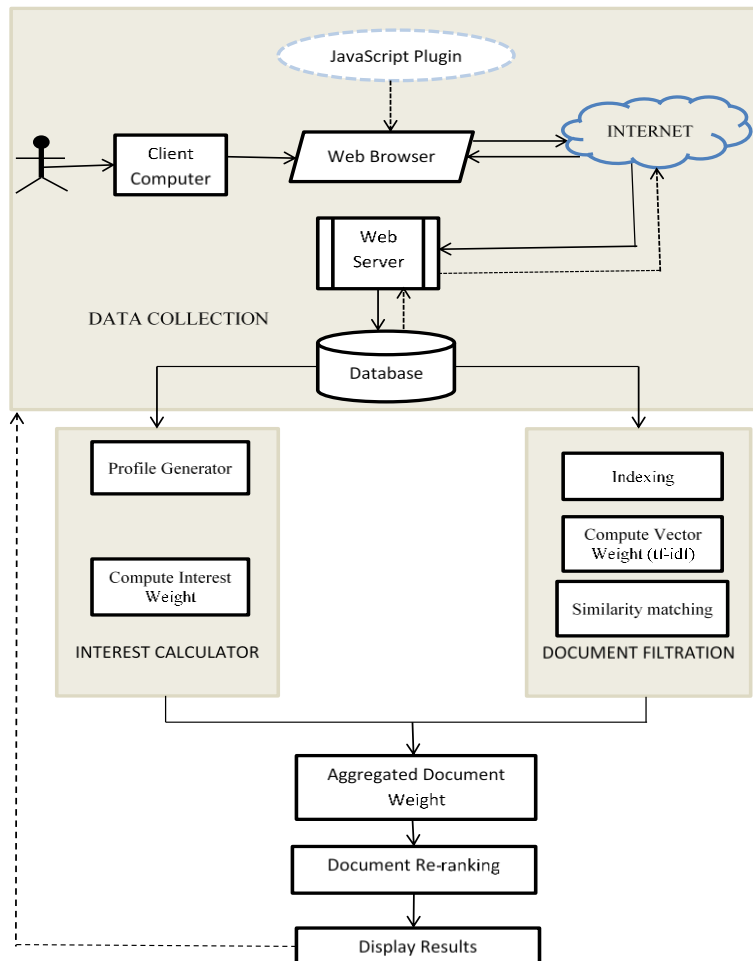 JavaScript Plugin
INTERNET
Client
Computer
Web Browser
Web
Server
DATA COLLECTION
Database
Profile Generator
Compute Interest
Weight
INTEREST CALCULATOR
Indexing
Compute Vector
Weight (tf-idf)
Similarity matching
DOCUMENT FILTRATION
Aggregated Document
Weight
Document Re-ranking
Display Results